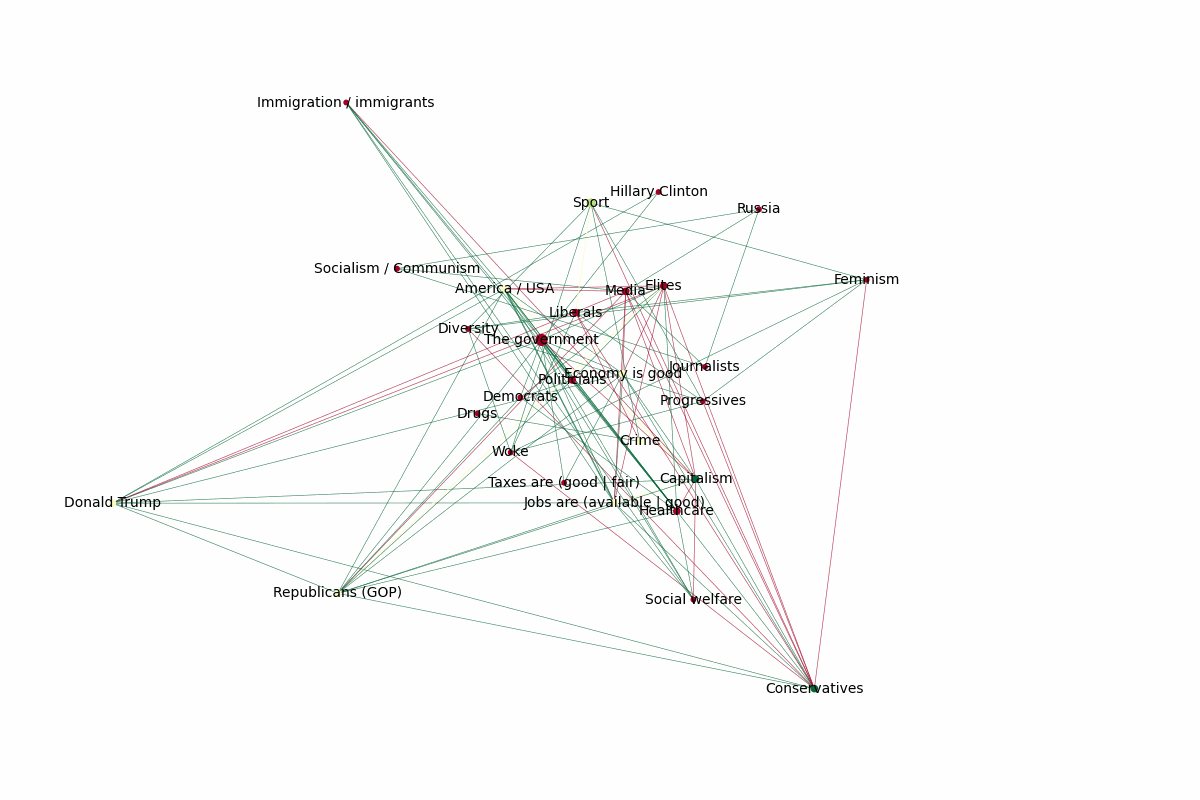 Immigration / immigrants
Hillary Clinton
Sport
Russia
Socialism / Communism
Feminism
America / USA
Media
Elites
Liberals
Diversity
The government
Journalists
Economy is good
Politicians
Democrats
Progressives
Drugs
Crime
Woke
Capitalism
Taxes are (good | fair)
Donald Trump
Jobs are (available | good)
Healthcare
Republicans (GOP)
Social welfare
Conservatives